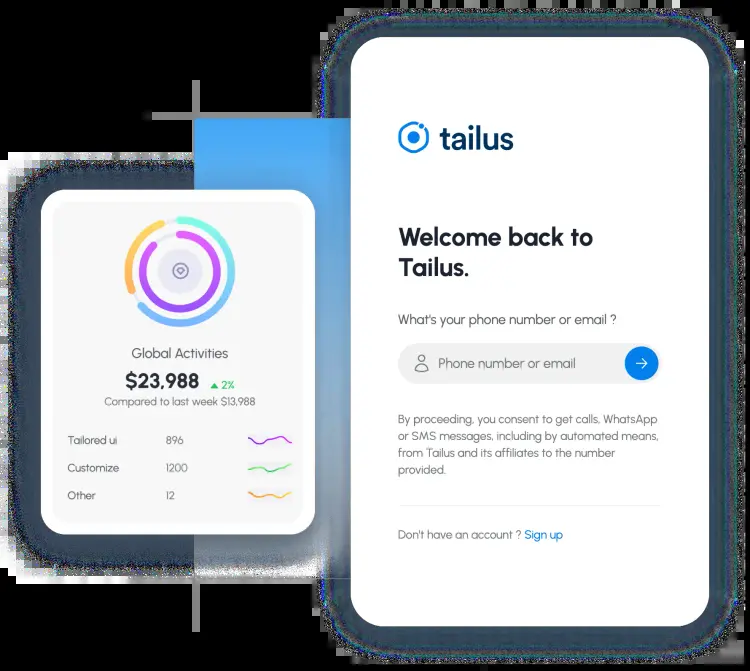 tailus
Welcome back to
Tailus.
What's your phone number or email ?
Phone number or email
By proceeding, you consent to get calls, WhatsApp
or SMS messages, including by automated means,
from Tailus and its affiliates to the number
provided.
Don't have an account ? Sign up
Global Activities
$23,988 ▲ 2%
Compared to last week $13,988
Tailored ui 896
Customize 1200
Other 12